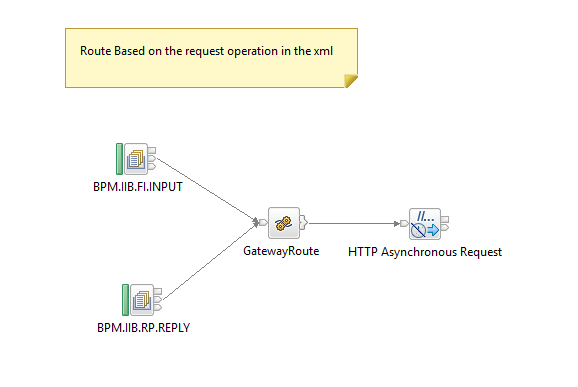 Route Based on the request operation in the xml
BPM.IIB.FI.INPUT
//...
GatewayRoute
HTTP Asynchronous Request
BPM.IIB.RP.REPLY